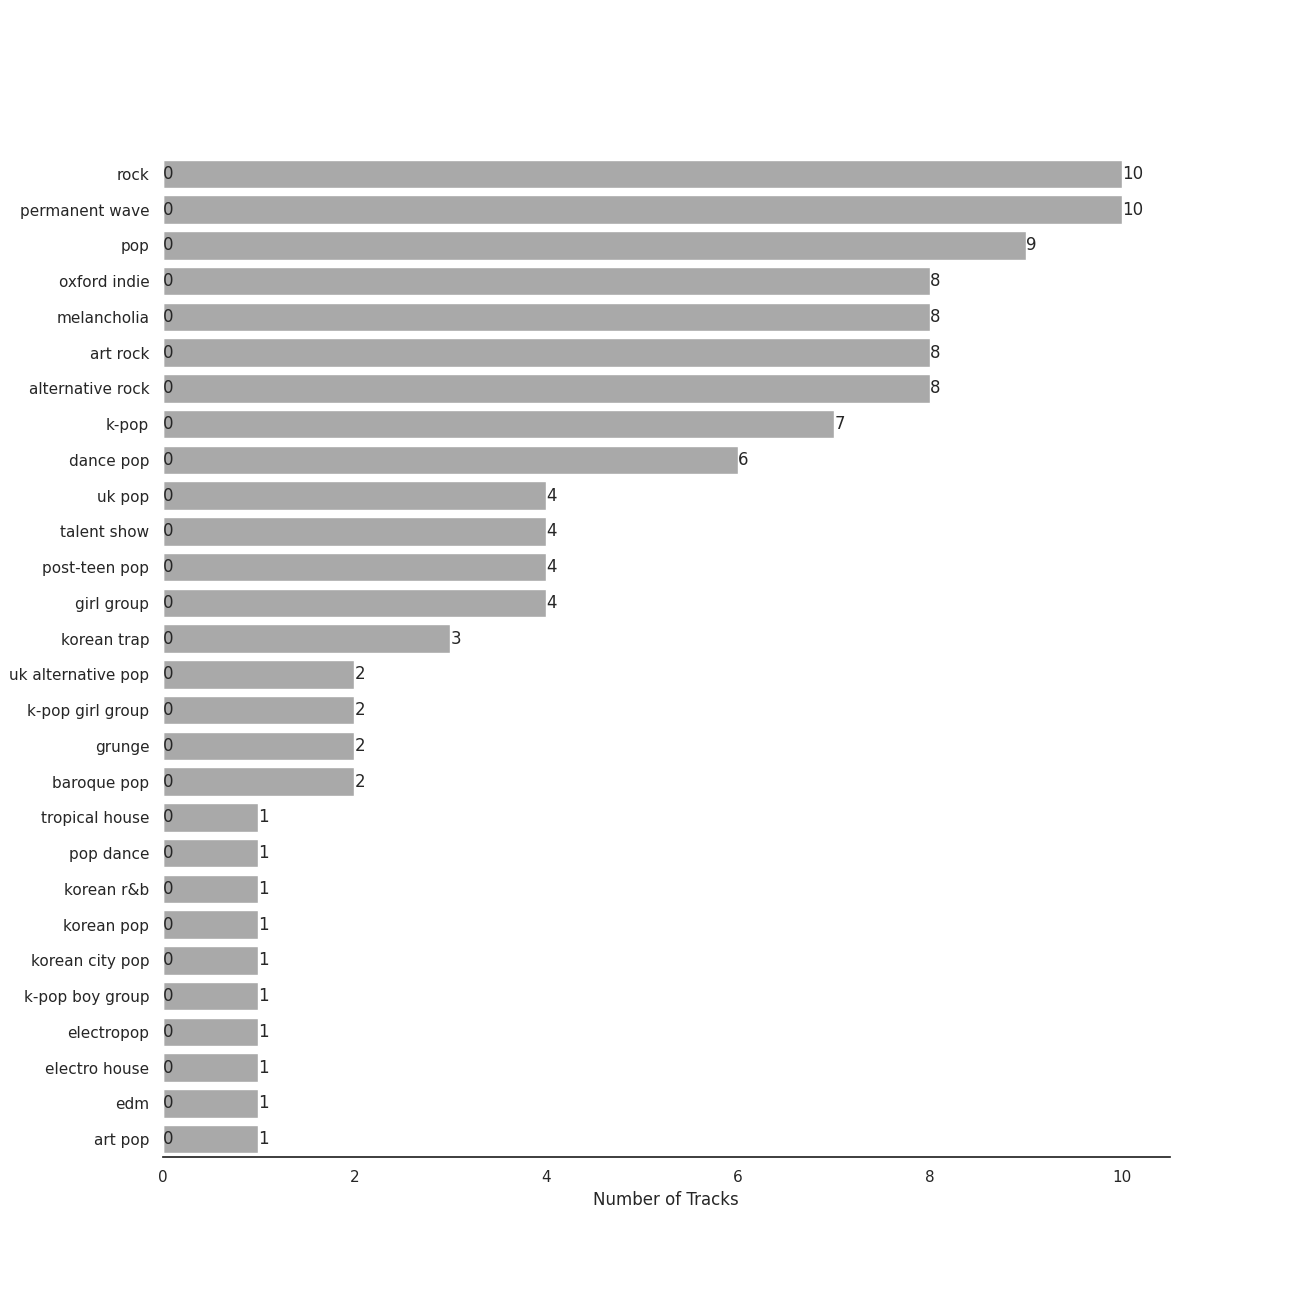 rock 0 10
permanent wave 0 10
pop 0 9
oxford indie 0 8
melancholia 0 8
art rock 0 8
alternative rock 0 8
k-pop 0 7
dance pop 0 6
uk pop 0 4
talent show 0 4
post-teen pop 0 4
girl group 0 4
korean trap 0 3
uk alternative pop 0 2
k-pop girl group 0 2
grunge 0 2
baroque pop 0 2
tropical house 0 1
pop dance 0 1
korean r&b 0 1
korean pop 0 1
korean city pop 0 1
k-pop boy group 0 1
electropop 0 1
electro house 0 1
edm 0 1
art pop 0 1
0 2 4 6 8 10
Number of Tracks